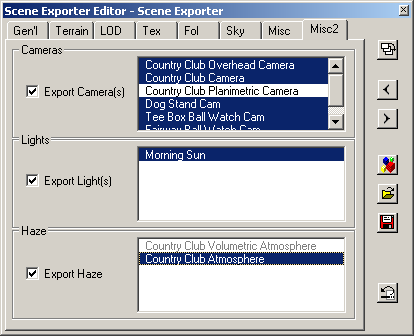 Scene Exporter Editor - Scene Exporter
Gen'l Terrain LOD Tex Fol Sky Misc Misc2
Cameras
Export Camera(s)
Country Club Overhead Camera
Country Club Camera
Country Club Planimetric Camera
Dog Stand Cam
Tee Box Ball Watch Cam
Fairway Ball Watch Cam
Lights
Export Light(s)
Morning Sun
Haze
Export Haze
Country Club Volumetric Atmosphere
Country Club Atmosphere